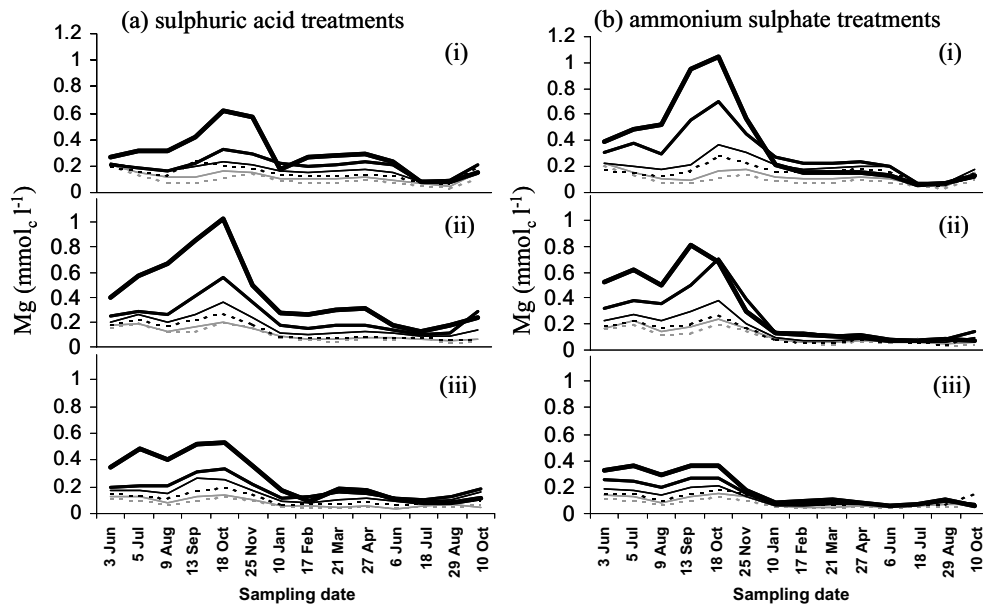 (a) sulphuric acid treatments
(b) ammonium sulphate treatments
1.2
1
0.8
0.6
0.4
0.2
0
(i)
1.2
1
0.8
0.6
0.4
0.2
0
(i)
Mg (mmolc l-1)
1
0.8
0.6
0.4
0.2
0
(ii)
Mg (mmolc l-1)
1
0.8
0.6
0.4
0.2
0
(ii)
1
0.8
0.6
0.4
0.2
0
(iii)
1
0.8
0.6
0.4
0.2
0
(iii)
3 Jun
5 Jul
9 Aug
13 Sep
18 Oct
25 Nov
10 Jan
17 Feb
21 Mar
27 Apr
6 Jun
18 Jul
29 Aug
10 Oct
Sampling date
3 Jun
5 Jul
9 Aug
13 Sep
18 Oct
25 Nov
10 Jan
17 Feb
21 Mar
27 Apr
6 Jun
18 Jul
29 Aug
10 Oct
Sampling date